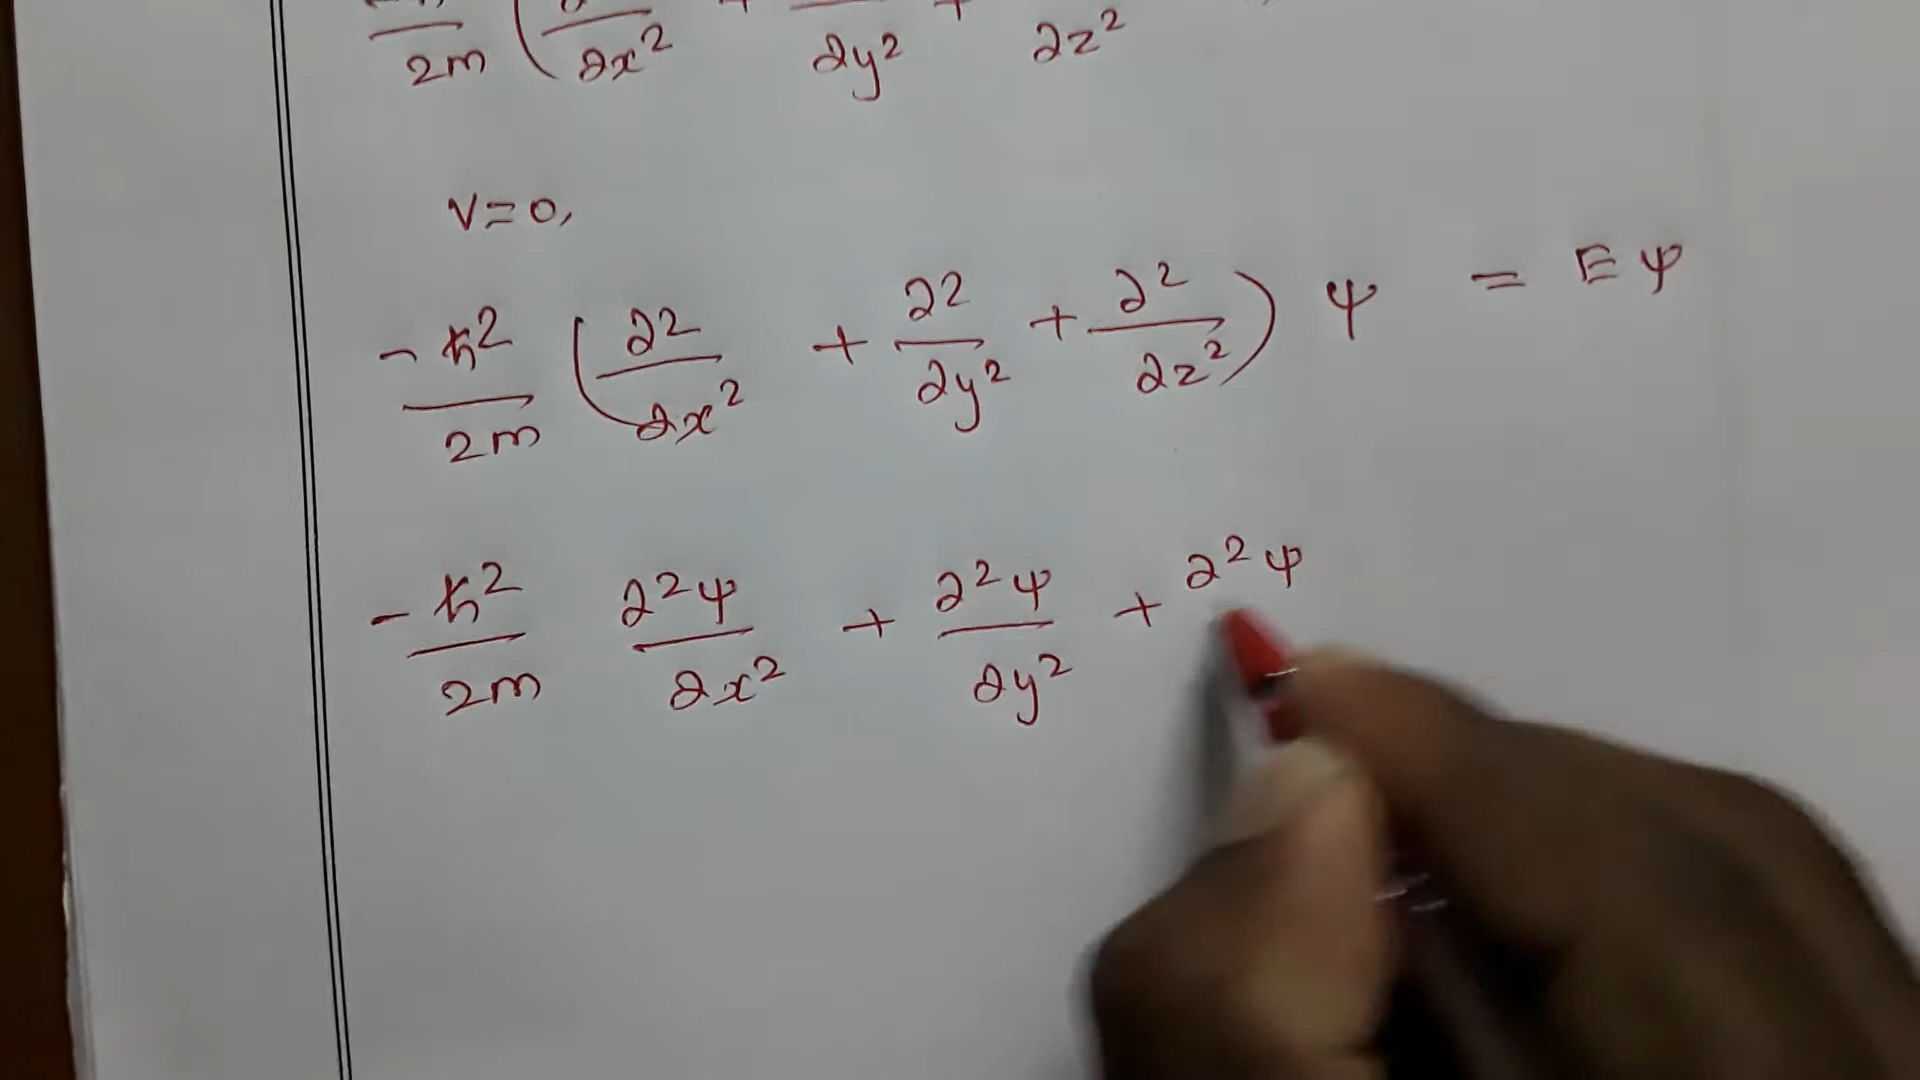 2m ( ∂x² + ∂y² + ∂z²
V=0,
-ħ²/2m (∂2/∂x² + ∂2/∂y² + ∂²/∂z²) ψ = Eψ
-ħ²/2m ∂²ψ/∂x² + ∂²ψ/∂y² + ∂²ψ